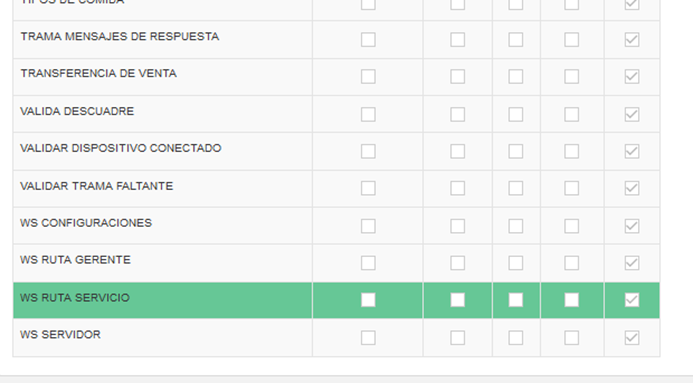 TIPOS DE COMIDA
TRAMA MENSAJES DE RESPUESTA
TRANSFERENCIA DE VENTA
VALIDA DESCUADRE
VALIDAR DISPOSITIVO CONECTADO
VALIDAR TRAMA FALTANTE
WS CONFIGURACIONES
WS RUTA GERENTE
WS RUTA SERVICIO
WS SERVIDOR